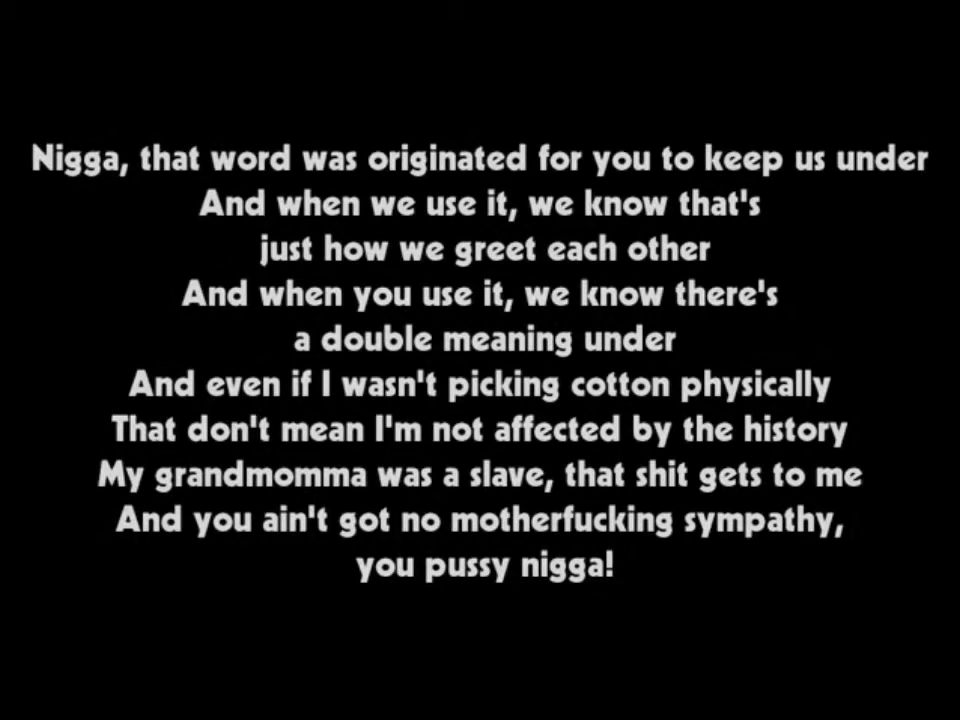 Nigga, that word was originated for you to keep us under
And when we use it, we know that's
just how we greet each other
And when you use it, we know there's
a double meaning under
And even if I wasn't picking cotton physically
That don't mean I'm not affected by the history
My grandmomma was a slave, that shit gets to me
And you ain't got no motherfucking sympathy,
you pussy nigga!